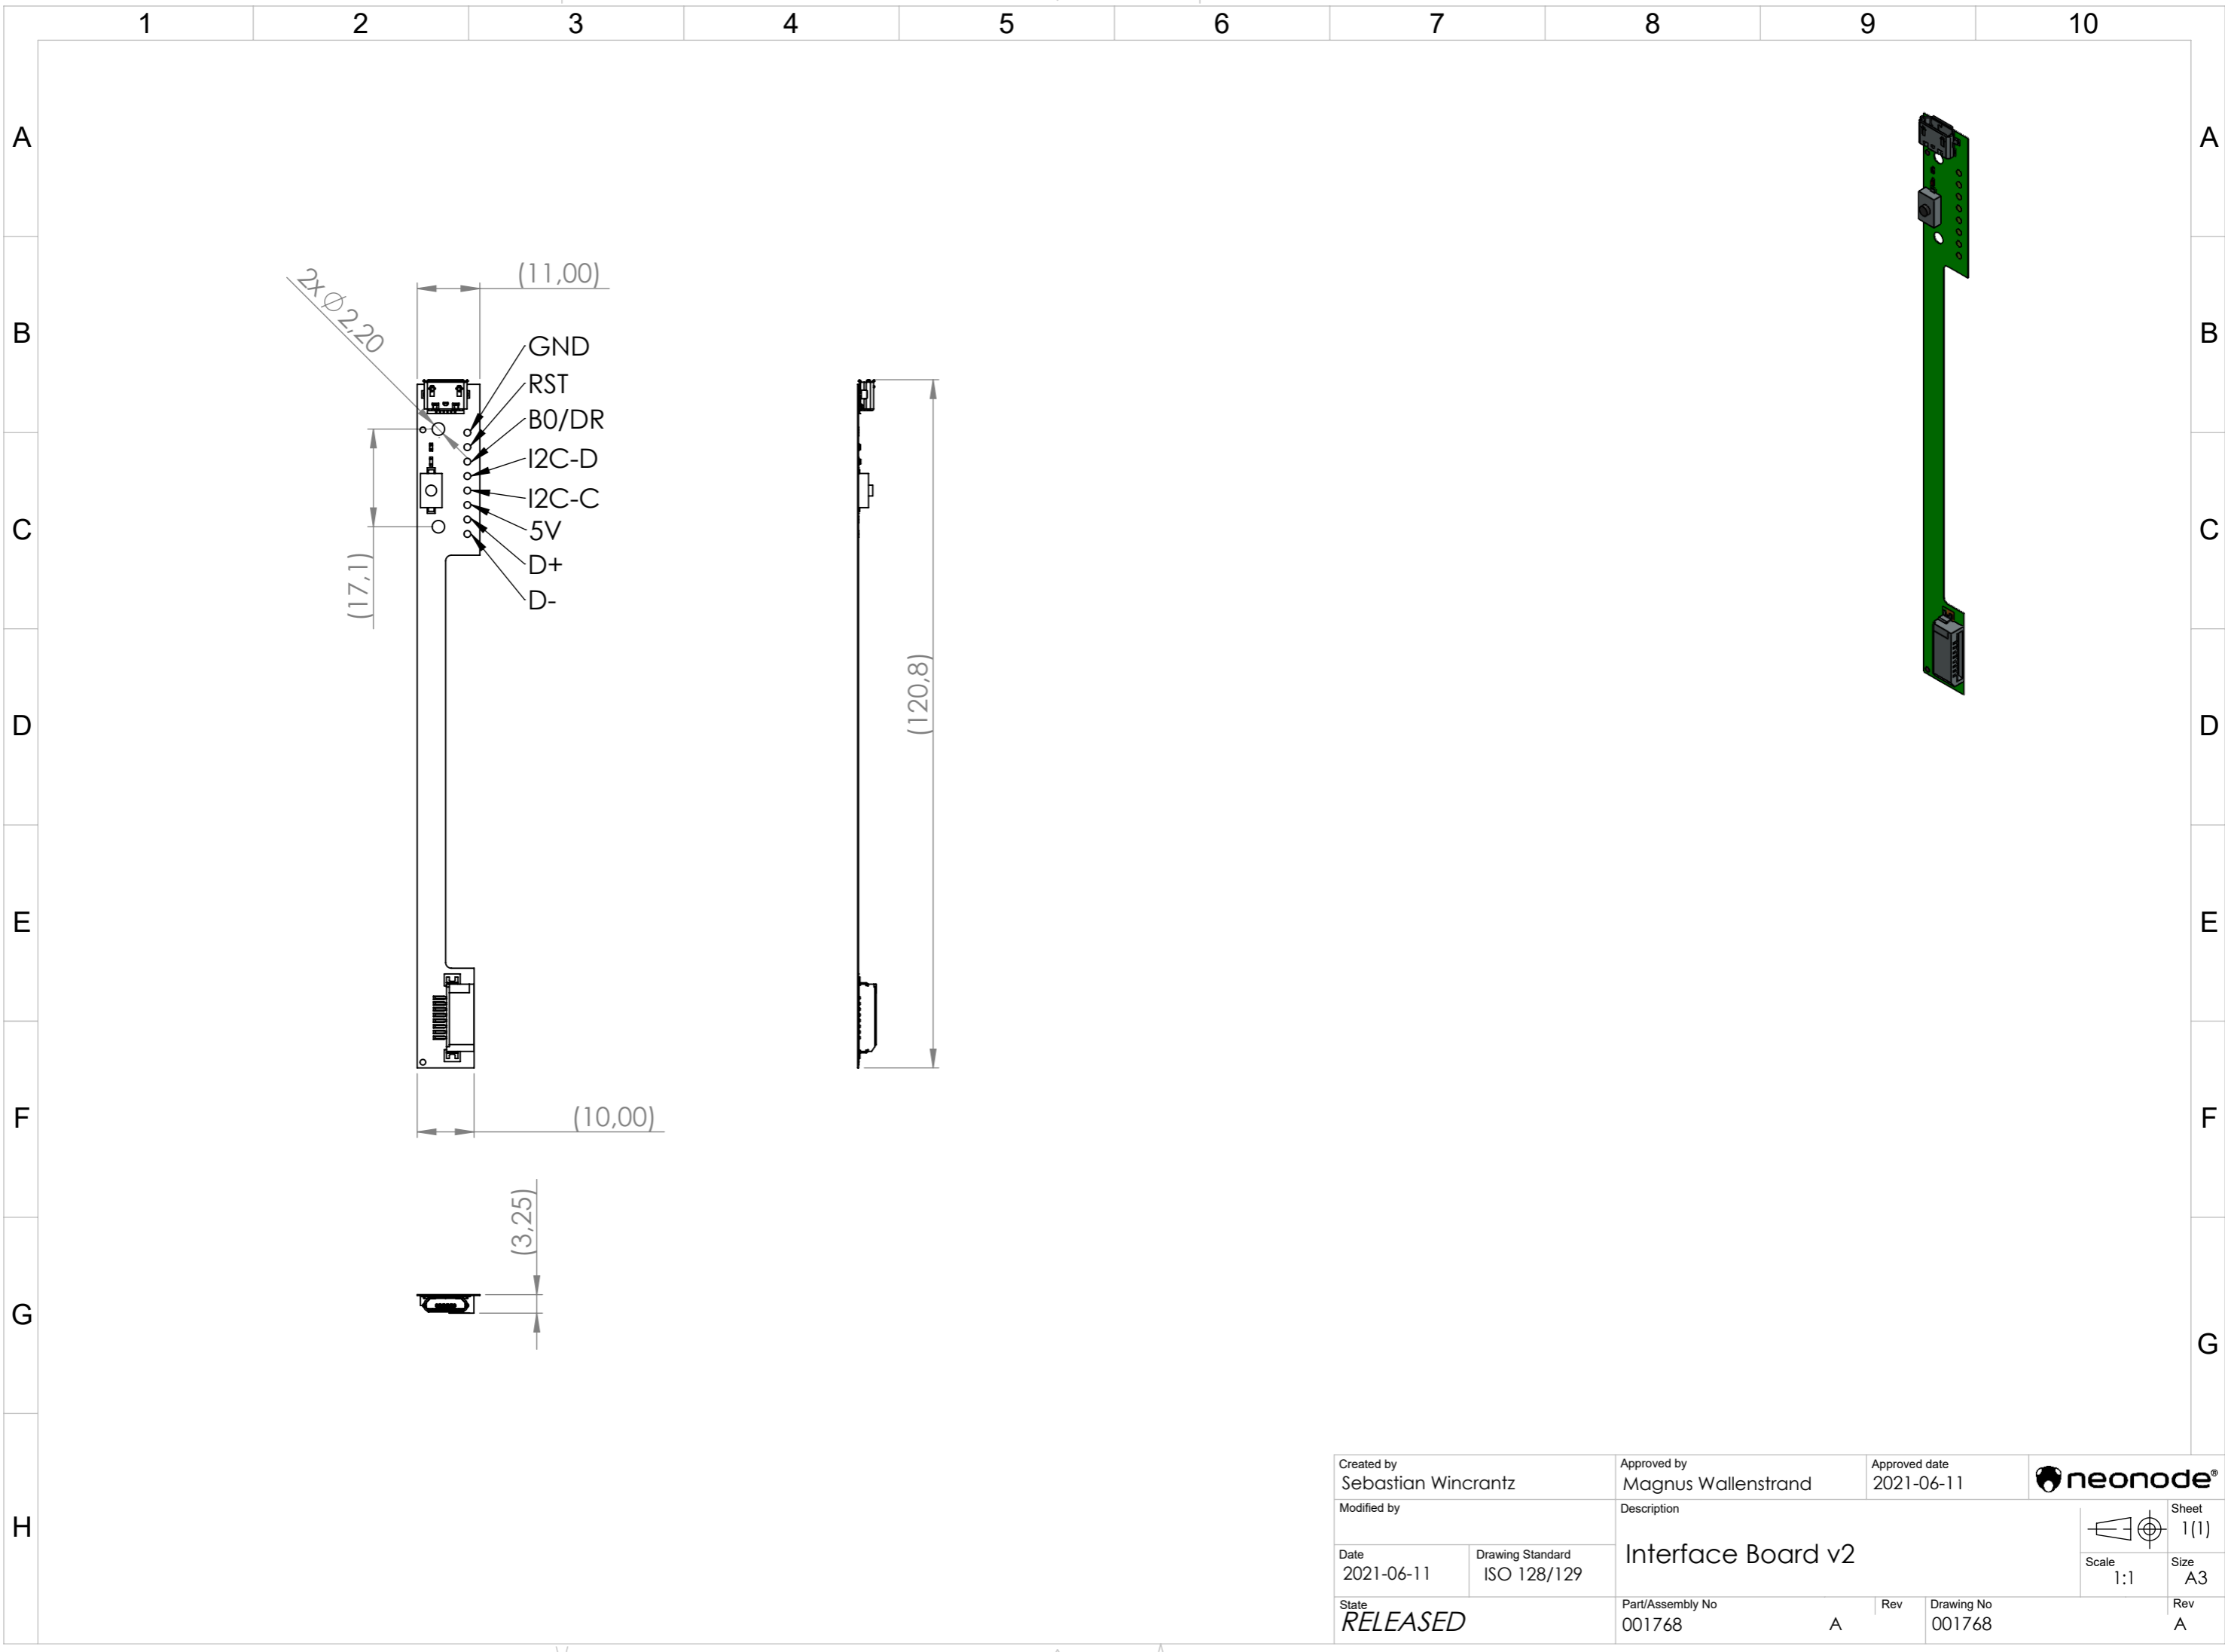 1 2 3 4 5 6 7 8 9 10
A A
(11,00)
2x Ø2,20
B B
GND
RST
B0/DR
I2C-D
I2C-C
5V
D+
D-
C C
(17,1)
(120,8)
D D
E E
F F
(10,00)
(3,25)
G G
H
Created by
Sebastian Wincrantz
Approved by
Magnus Wallenstrand
Approved date
2021-06-11
neonode®
Modified by
Description
Interface Board v2
Sheet
1(1)
Date
2021-06-11
Drawing Standard
ISO 128/129
Scale
1:1
Size
A3
State
RELEASED
Part/Assembly No
001768
Rev
A
Drawing No
001768
Rev
A